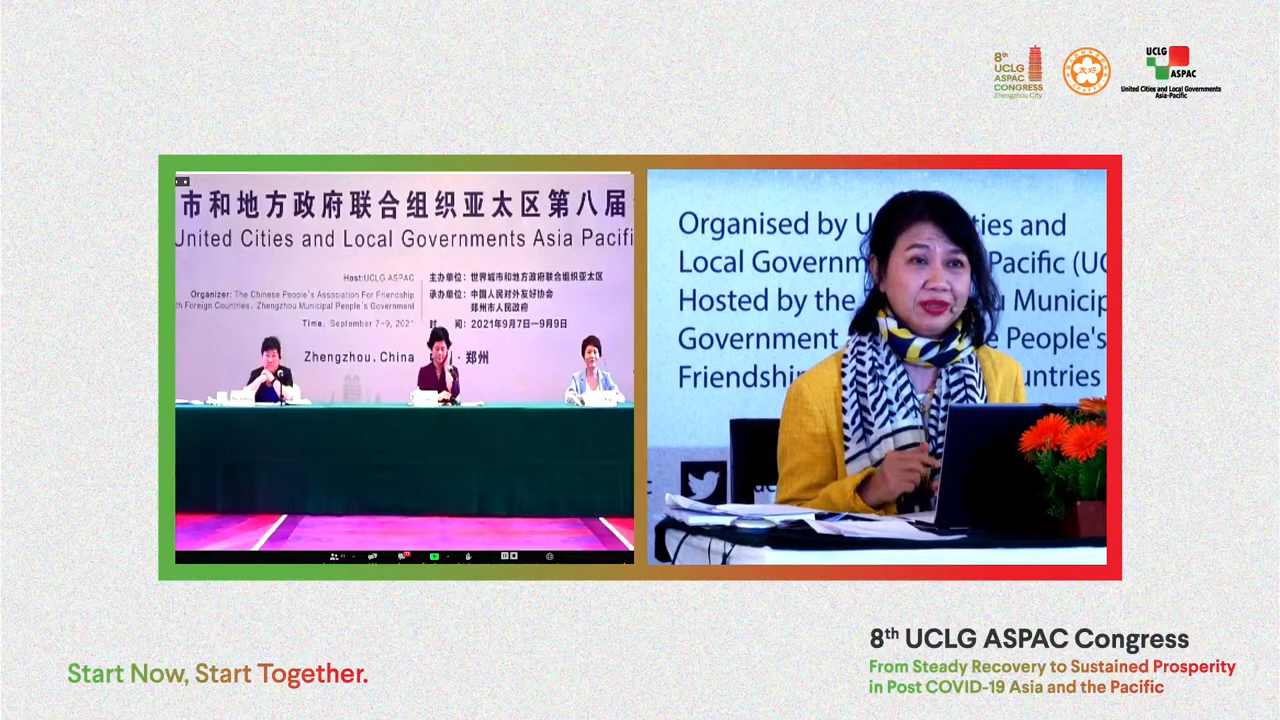 8th
UCLG
ASPAC
CONGRESS
Zhengzhou City
友好
UCLG
ASPAC
United Cities and Local Governments
Asia-Pacific
市和地方政府联合组织亚太区第八届
United Cities and Local Governments Asia Pacifi
Host:UCLG ASPAC
主办单位：世界城市和地方政府联合组织亚太区
Organizer: The Chinese People's Association For Friendship
th Foreign Countries, Zhengzhou Municipal People's Government
承办单位：中国人民对外友好协会
郑州市人民政府
Time, September 7-9, 2021
时 间：2021年9月7日—9月9日
Zhengzhou, China
· 郑州
Organised by U ies and
Local Governm Pacific (UC
Hosted by the u Municip
Government e People's
Friendship untries
Start Now, Start Together.
8th UCLG ASPAC Congress
From Steady Recovery to Sustained Prosperity
in Post COVID-19 Asia and the Pacific